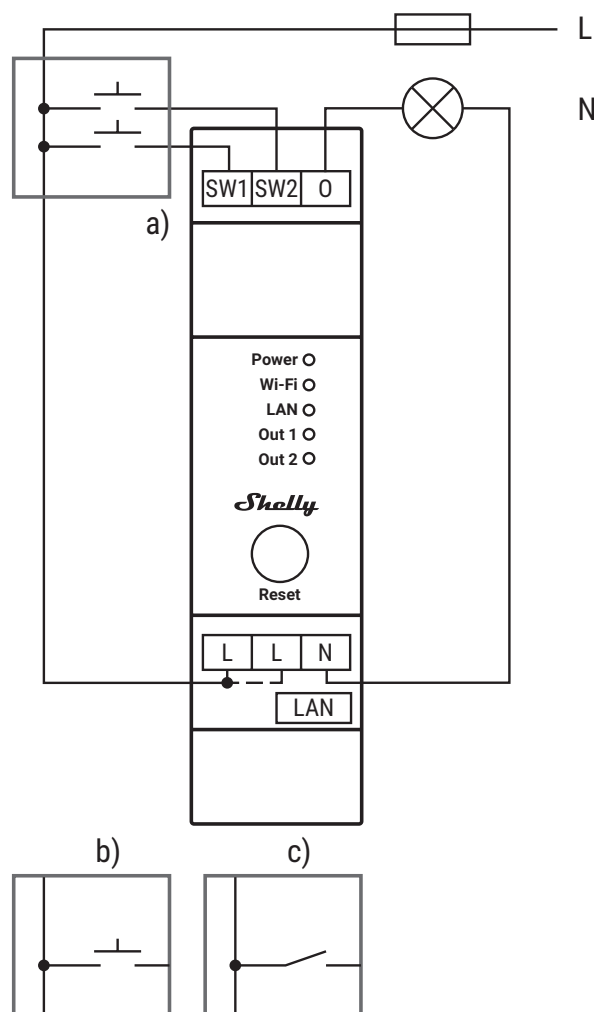 L
N
SW1 SW2 O
a)
Power
Wi-Fi
LAN
Out 1
Out 2
Shelly
Reset
L L N
LAN
b) c)